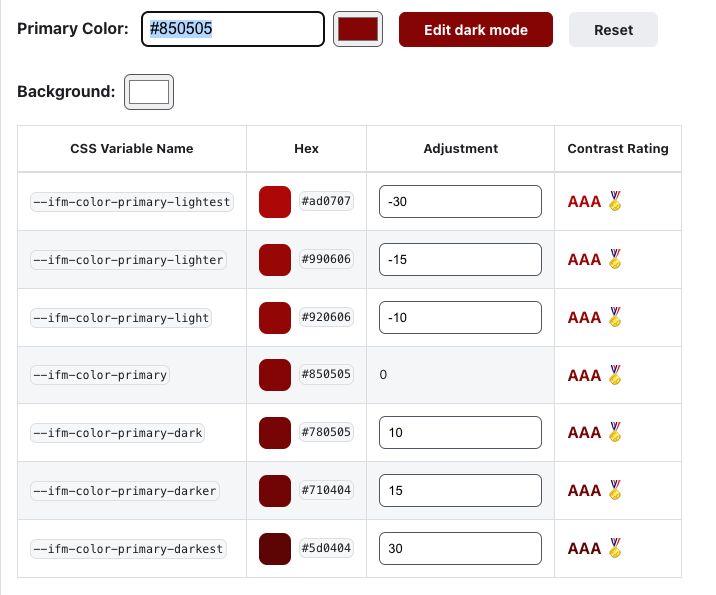 Primary Color: #850505 Edit dark mode Reset
Background:
CSS Variable Name Hex Adjustment Contrast Rating
--ifm-color-primary-lightest #ad0707 -30 AAA 🏅
--ifm-color-primary-lighter #990606 -15 AAA 🏅
--ifm-color-primary-light #920606 -10 AAA 🏅
--ifm-color-primary #850505 0 AAA 🏅
--ifm-color-primary-dark #780505 10 AAA 🏅
--ifm-color-primary-darker #710404 15 AAA 🏅
--ifm-color-primary-darkest #5d0404 30 AAA 🏅